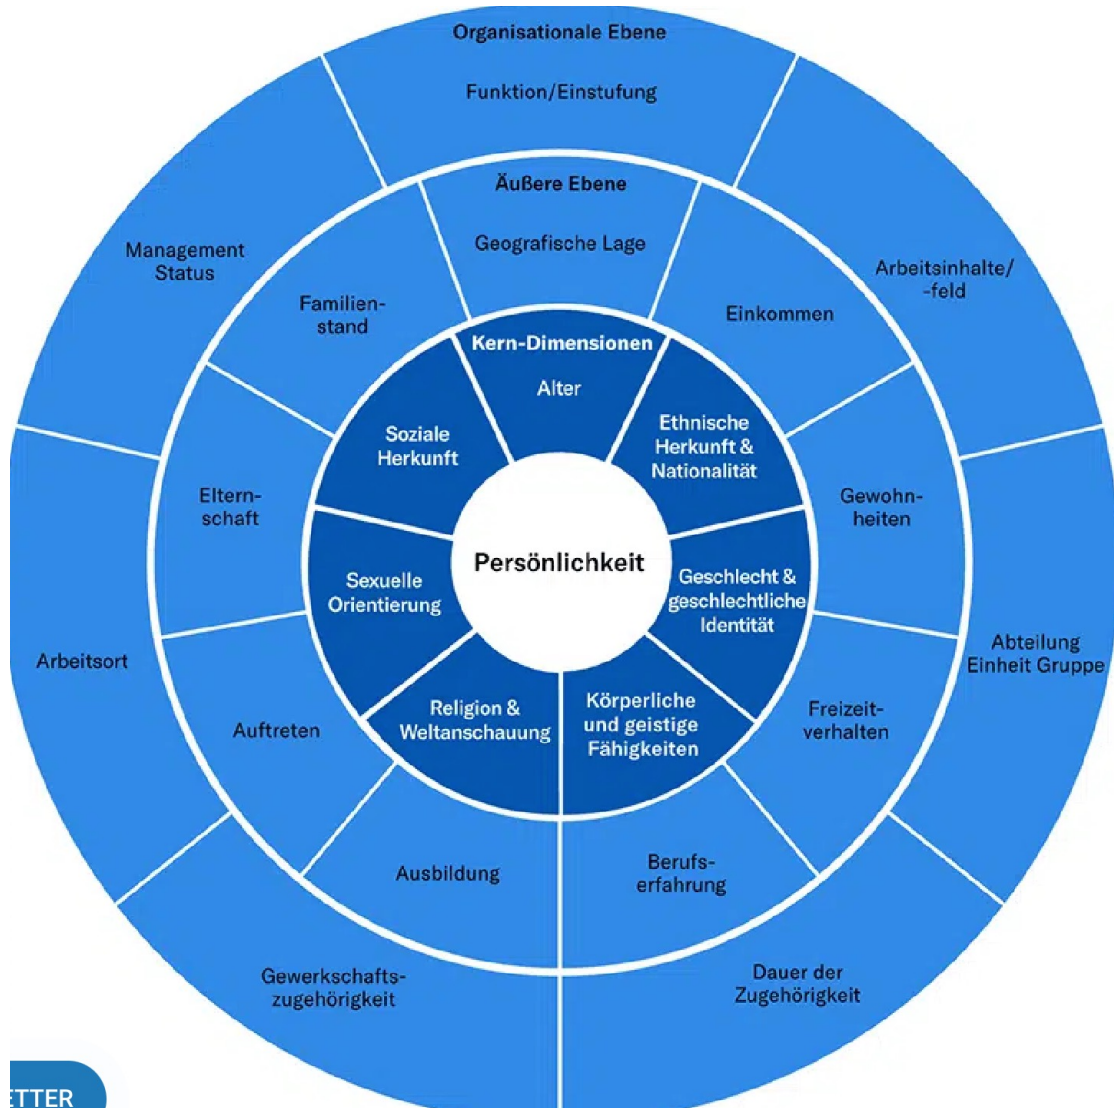 Organisationale Ebene
Funktion/Einstufung
Arbeitsinhalte/
-feld
Abteilung
Einheit Gruppe
Dauer der
Zugehörigkeit
Gewerkschafts-
zugehörigkeit
Arbeitsort
Management
Status
Äußere Ebene
Geografische Lage
Einkommen
Gewohn-
heiten
Freizeit-
verhalten
Berufs-
erfahrung
Ausbildung
Auftreten
Eltern-
schaft
Familien-
stand
Kern-Dimensionen
Alter
Ethnische
Herkunft &
Nationalität
Geschlecht &
geschlechtliche
Identität
Körperliche
und geistige
Fähigkeiten
Religion &
Weltanschauung
Sexuelle
Orientierung
Soziale
Herkunft
Persönlichkeit
ETTER